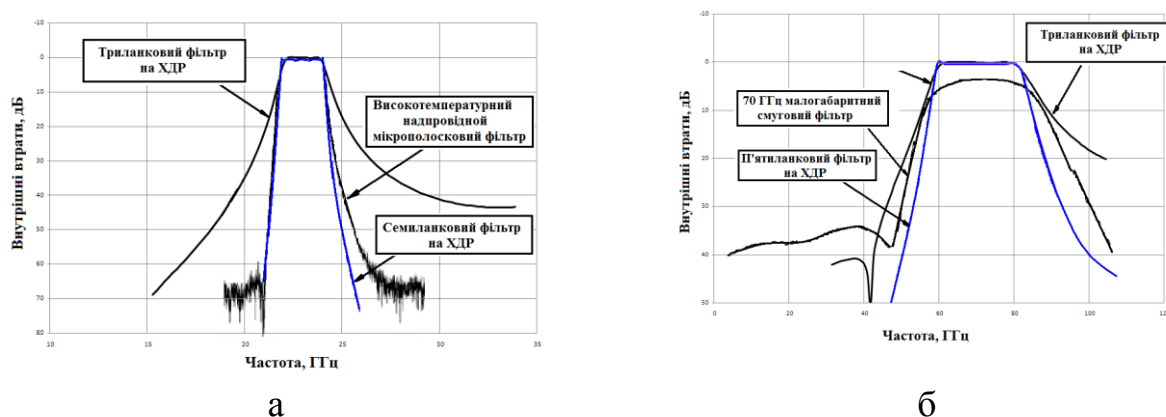 -10
0
10
20
30
40
50
60
70
80
10
15
20
25
30
35
Внутрішні втрати, дБ
Частота, ГГц
Триланковий фільтр
на ХДР
Високотемпературний
надпровідной
мікрополосковий фільтр
Семиланковий фільтр
на ХДР
а
-10
0
10
20
30
40
50
0
20
40
60
80
100
120
Внутрішні втрати, дБ
Частота, ГГц
Триланковий фільтр
на ХДР
70 ГГц малогабаритний
смуговий фільтр
П'ятиланковий фільтр
на ХДР
б